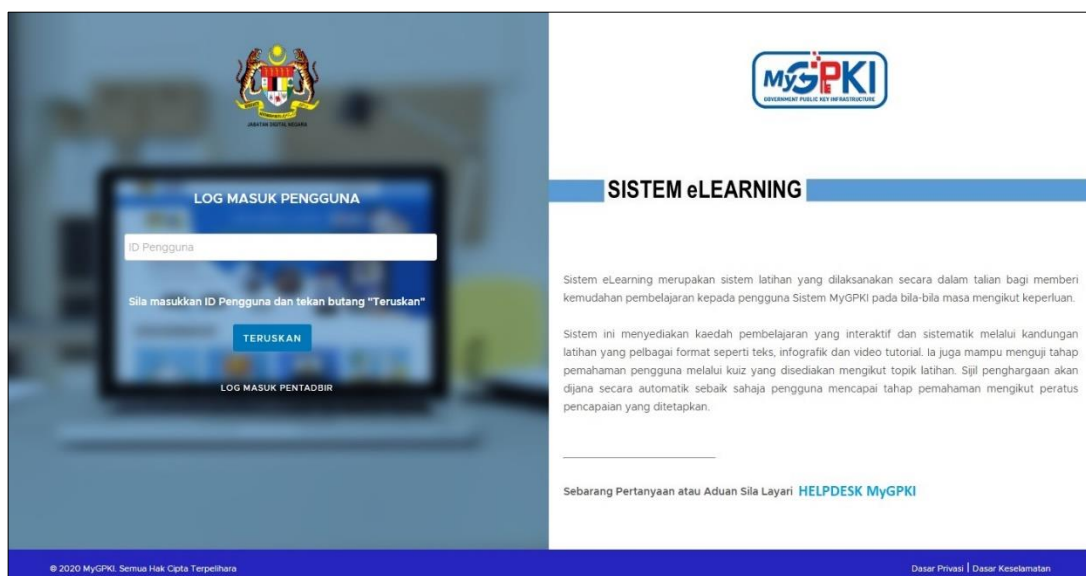 JABATAN DIGITAL NEGARA
LOG MASUK PENGGUNA
ID Pengguna
Sila masukkan ID Pengguna dan tekan butang "Teruskan"
TERUSKAN
LOG MASUK PENTADBIR
MyGPKI
GOVERNMENT PUBLIC KEY INFRASTRUCTURE
SISTEM eLEARNING
Sistem eLearning merupakan sistem latihan yang dilaksanakan secara dalam talian bagi memberi
kemudahan pembelajaran kepada pengguna Sistem MyGPKI pada bila-bila masa mengikut keperluan.
Sistem ini menyediakan kaedah pembelajaran yang interaktif dan sistematik melalui kandungan
latihan yang pelbagai format seperti teks, infografik dan video tutorial. Ia juga mampu menguji tahap
pemahaman pengguna melalui kuiz yang disediakan mengikut topik latihan. Sijil penghargaan akan
dijana secara automatik sebaik sahaja pengguna mencapai tahap pemahaman mengikut peratus
pencapaian yang ditetapkan.
Sebarang Pertanyaan atau Aduan Sila Layari HELPDESK MyGPKI
© 2020 MyGPKI. Semua Hak Cipta Terpelihara
Dasar Privasi | Dasar Keselamatan